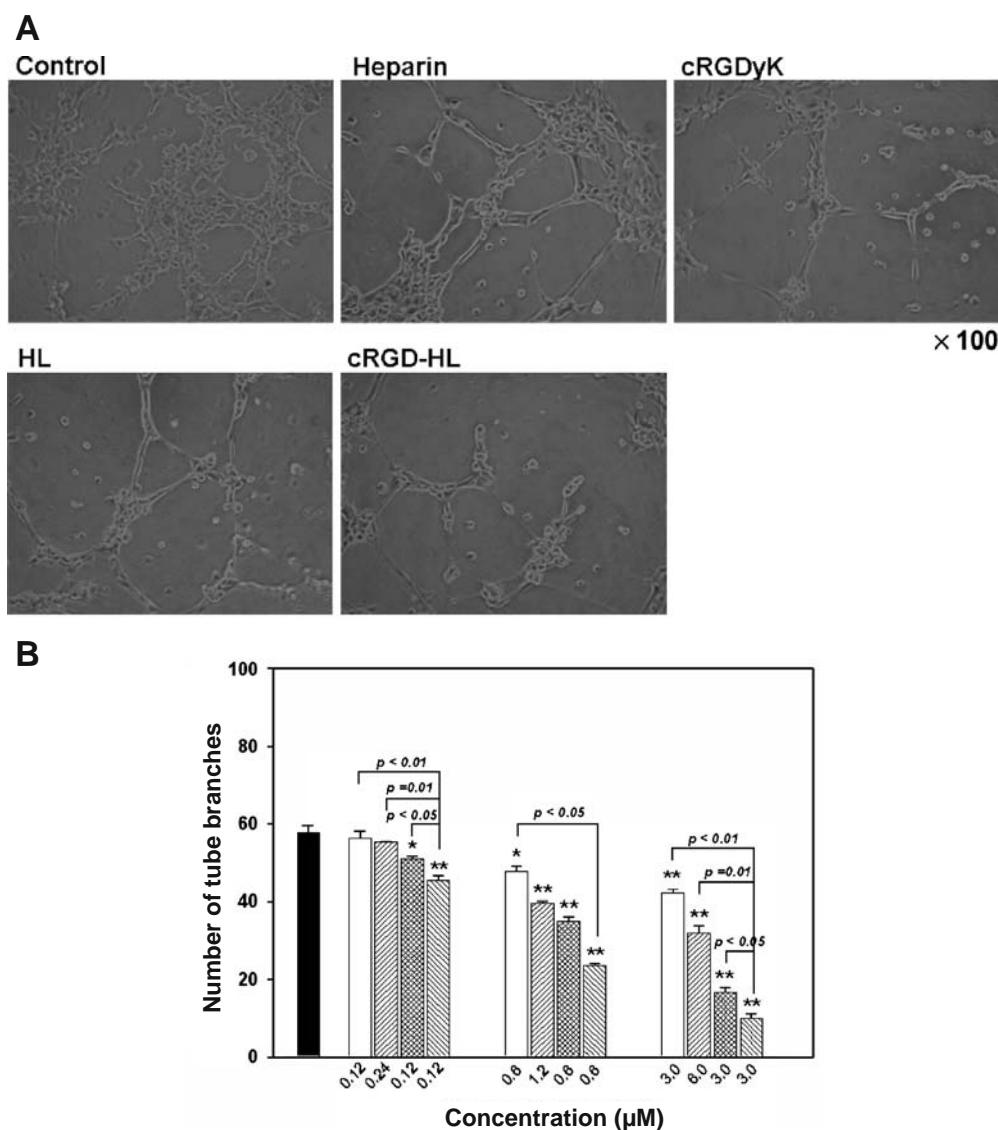 A
Control Heparin cRGDyK
× 100
HL cRGD-HL
B
Number of tube branches
100
80
60
40
20
0
p < 0.01
p =0.01
p < 0.05
* **
p < 0.05
* ** ** **
p < 0.01
p =0.01
p < 0.05
** ** ** **
0.12 0.24 0.12 0.12 0.6 1.2 0.6 0.6 3.0 6.0 3.0 3.0
Concentration (µM)